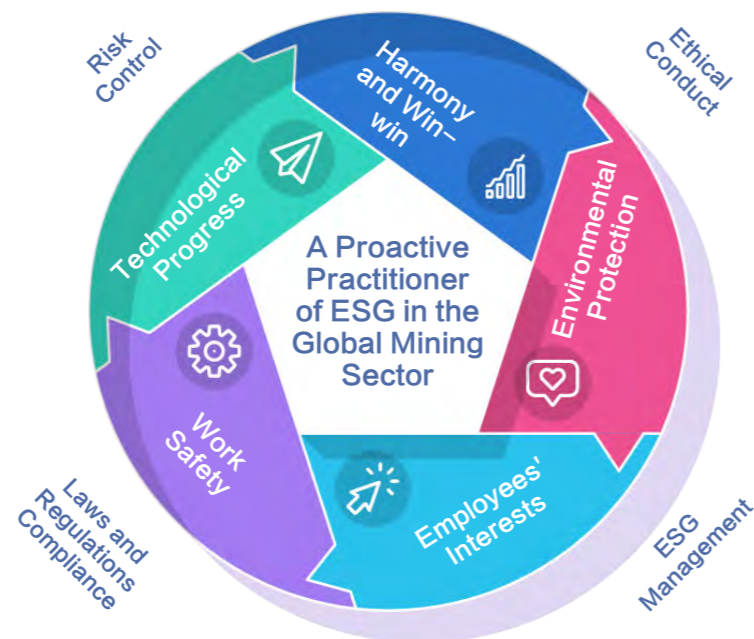 Risk
Control
Ethical
Conduct
Harmony
and Win–
win
Technological
Progress
Environmental
Protection
A Proactive
Practitioner
of ESG in the
Global Mining
Sector
Work
Safety
Employees'
Interests
Laws and
Regulations
Compliance
ESG
Management